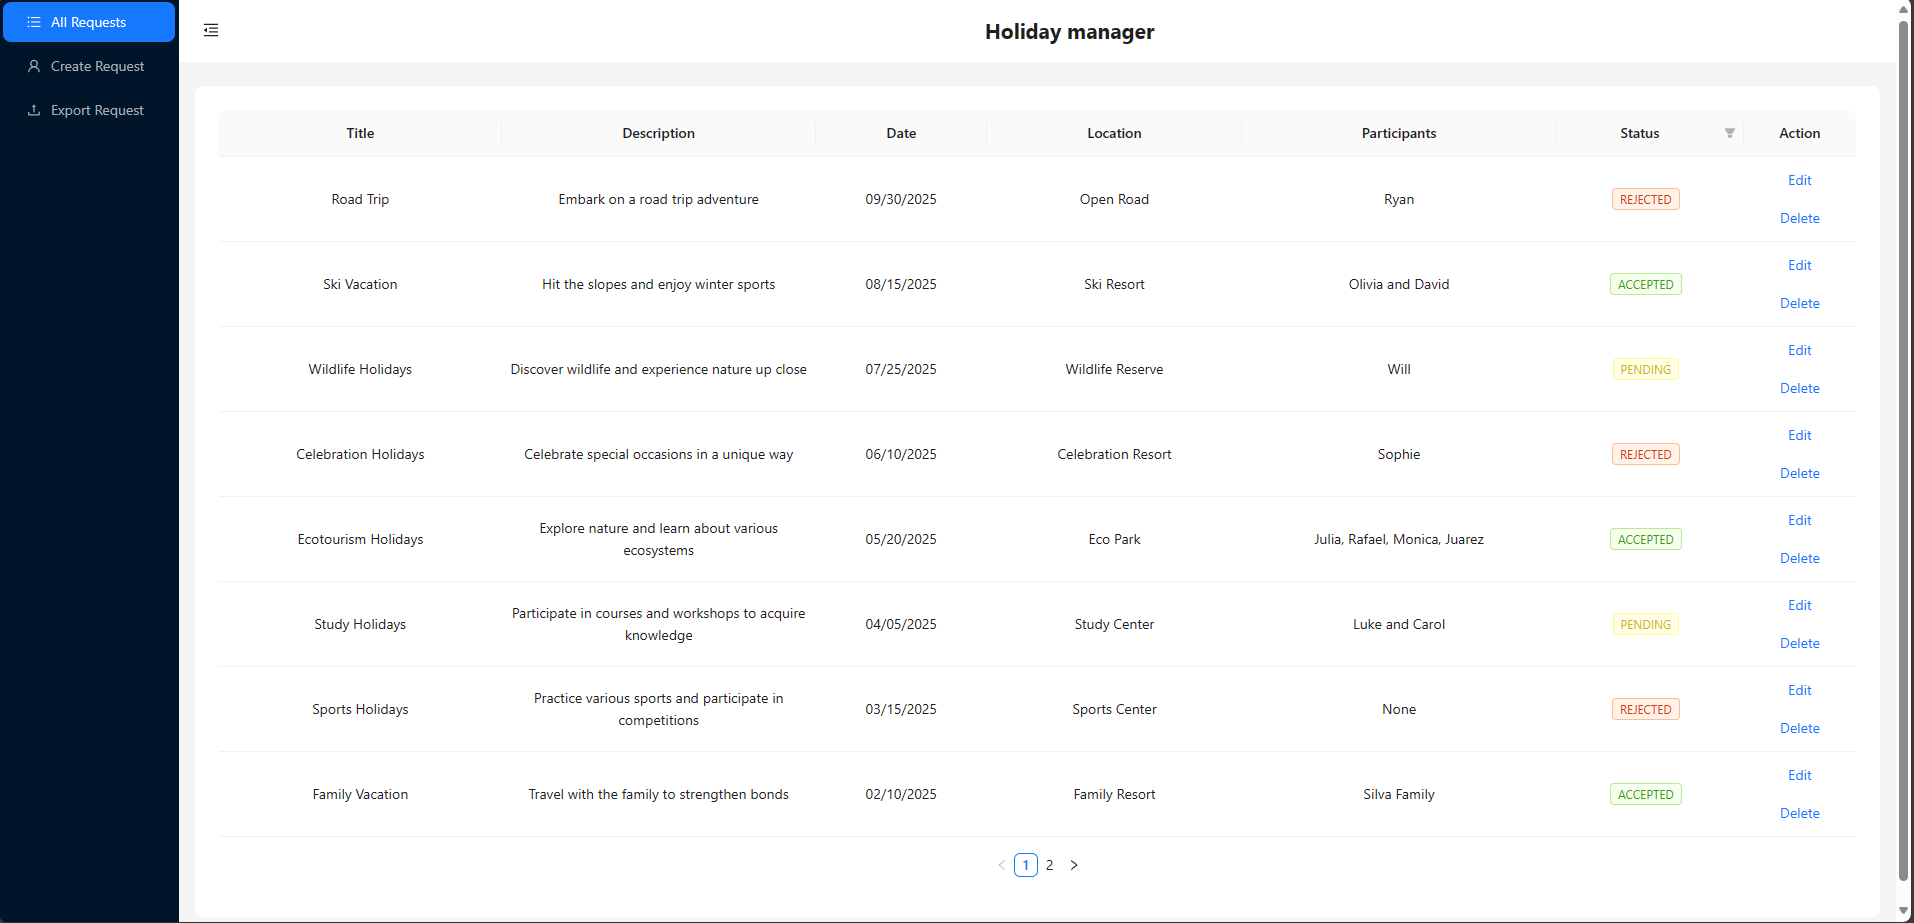 All Requests
Create Request
Export Request
Holiday manager
Title Description Date Location Participants Status Action
Road Trip Embark on a road trip adventure 09/30/2025 Open Road Ryan REJECTED Edit
Delete
Ski Vacation Hit the slopes and enjoy winter sports 08/15/2025 Ski Resort Olivia and David ACCEPTED Edit
Delete
Wildlife Holidays Discover wildlife and experience nature up close 07/25/2025 Wildlife Reserve Will PENDING Edit
Delete
Celebration Holidays Celebrate special occasions in a unique way 06/10/2025 Celebration Resort Sophie REJECTED Edit
Delete
Ecotourism Holidays Explore nature and learn about various
ecosystems 05/20/2025 Eco Park Julia, Rafael, Monica, Juarez ACCEPTED Edit
Delete
Study Holidays Participate in courses and workshops to acquire
knowledge 04/05/2025 Study Center Luke and Carol PENDING Edit
Delete
Sports Holidays Practice various sports and participate in
competitions 03/15/2025 Sports Center None REJECTED Edit
Delete
Family Vacation Travel with the family to strengthen bonds 02/10/2025 Family Resort Silva Family ACCEPTED Edit
Delete
1 2